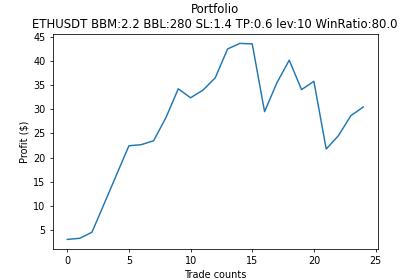 Portfolio
ETHUSDT BBM:2.2 BBL:280 SL:1.4 TP:0.6 lev:10 WinRatio:80.0
45
40
35
30
25
20
15
10
5
Profit ($)
0 5 10 15 20 25
Trade counts